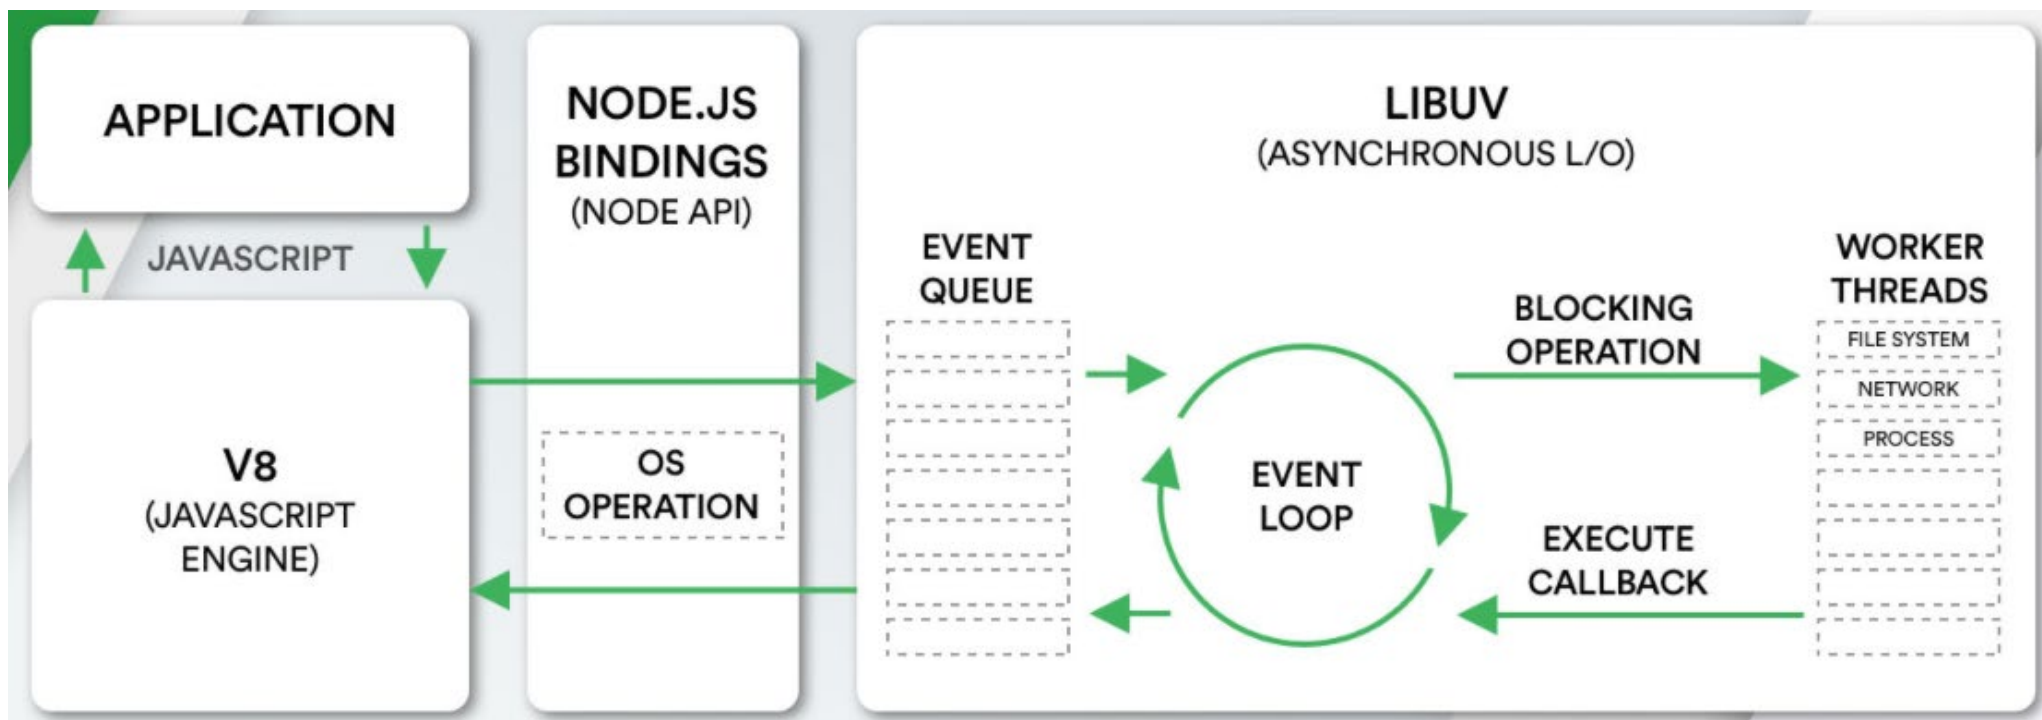 APPLICATION
JAVASCRIPT
V8
(JAVASCRIPT
ENGINE)
NODE.JS
BINDINGS
(NODE API)
OS
OPERATION
LIBUV
(ASYNCHRONOUS L/O)
EVENT
QUEUE
EVENT
LOOP
BLOCKING
OPERATION
EXECUTE
CALLBACK
WORKER
THREADS
FILE SYSTEM
NETWORK
PROCESS